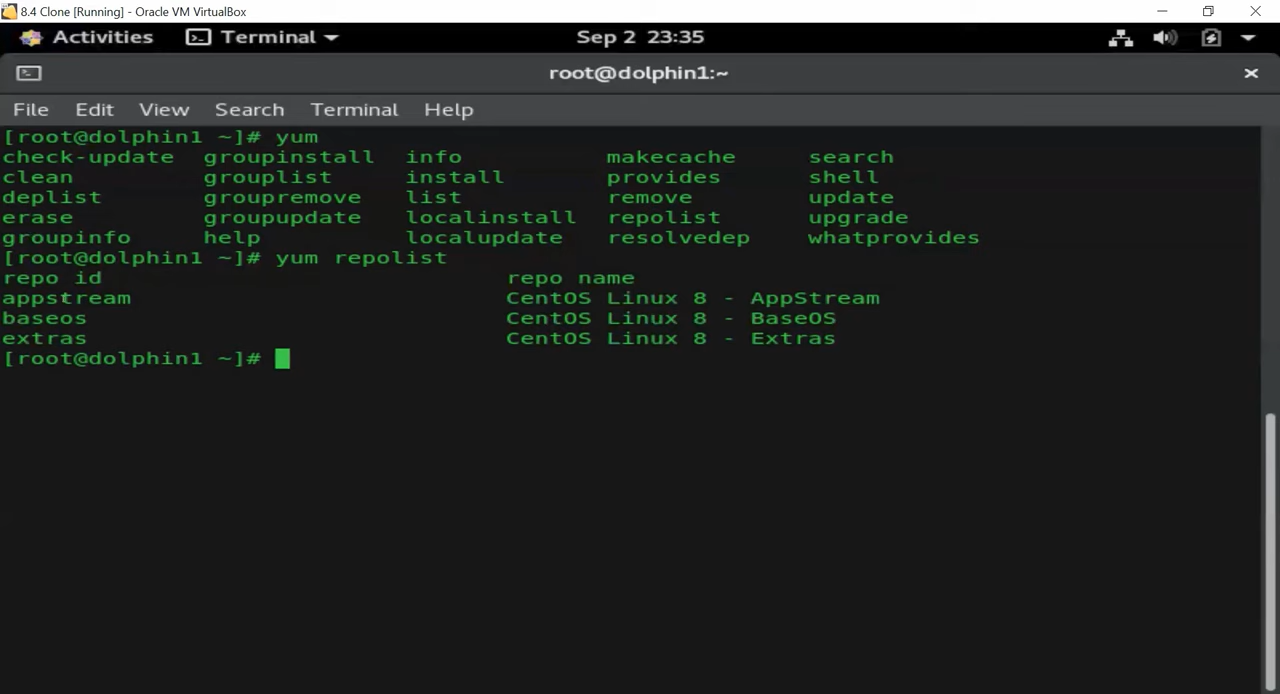 8.4 Clone [Running] - Oracle VM VirtualBox
Activities Terminal Sep 2 23:35
root@dolphin1:~
File Edit View Search Terminal Help
[root@dolphin1 ~]# yum
check-update groupinstall info makecache search
clean grouplist install provides shell
deplist groupremove list remove update
erase groupupdate localinstall repolist upgrade
groupinfo help localupdate resolvedep whatprovides
[root@dolphin1 ~]# yum repolist
repo id repo name
appstream CentOS Linux 8 - AppStream
baseos CentOS Linux 8 - BaseOS
extras CentOS Linux 8 - Extras
[root@dolphin1 ~]#